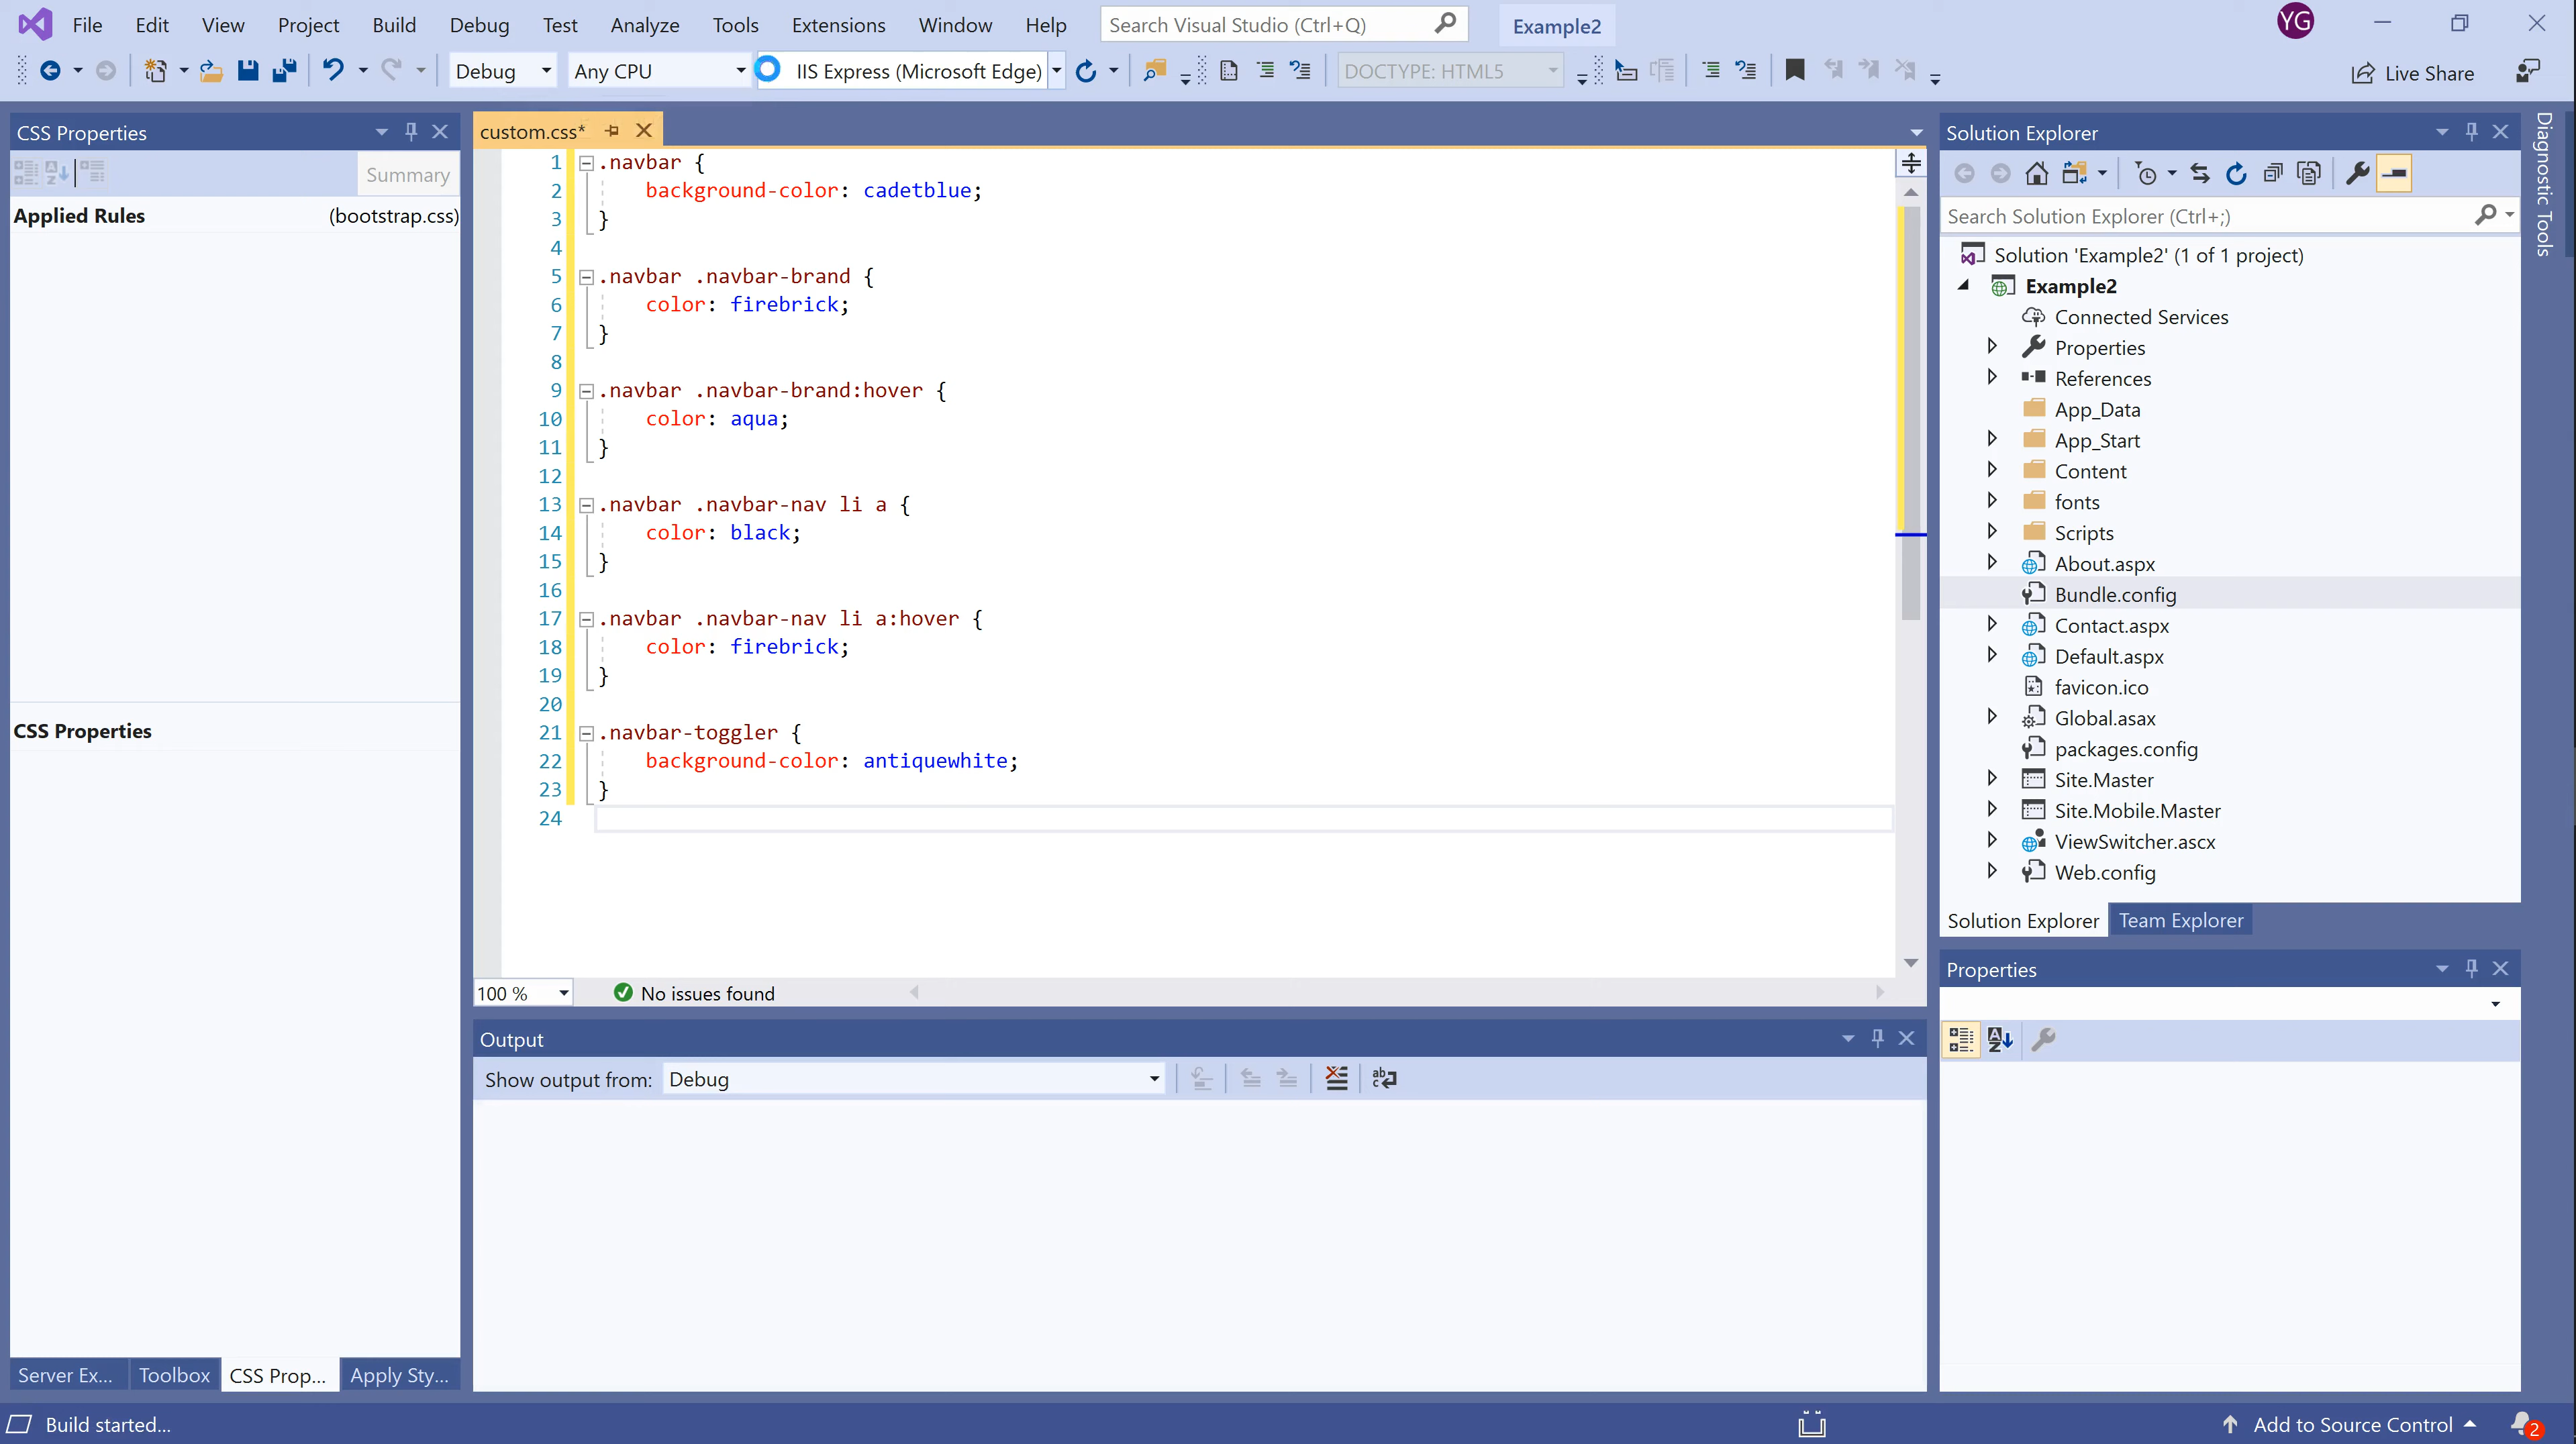 File Edit View Project Build Debug Test Analyze Tools Extensions Window Help Search Visual Studio (Ctrl+Q) Example2 YG
Debug Any CPU IIS Express (Microsoft Edge) DOCTYPE: HTML5 Live Share
CSS Properties
Summary
Applied Rules (bootstrap.css)
CSS Properties
Server Ex... Toolbox CSS Prop... Apply Sty...
custom.css*
1 .navbar {
2 background-color: cadetblue;
3 }
4
5 .navbar .navbar-brand {
6 color: firebrick;
7 }
8
9 .navbar .navbar-brand:hover {
10 color: aqua;
11 }
12
13 .navbar .navbar-nav li a {
14 color: black;
15 }
16
17 .navbar .navbar-nav li a:hover {
18 color: firebrick;
19 }
20
21 .navbar-toggler {
22 background-color: antiquewhite;
23 }
24
100 % No issues found
Output
Show output from: Debug
Solution Explorer
Search Solution Explorer (Ctrl+;)
Solution 'Example2' (1 of 1 project)
Example2
Connected Services
Properties
References
App_Data
App_Start
Content
fonts
Scripts
About.aspx
Bundle.config
Contact.aspx
Default.aspx
favicon.ico
Global.asax
packages.config
Site.Master
Site.Mobile.Master
ViewSwitcher.ascx
Web.config
Solution Explorer Team Explorer
Properties
Diagnostic Tools
Build started... Add to Source Control 2